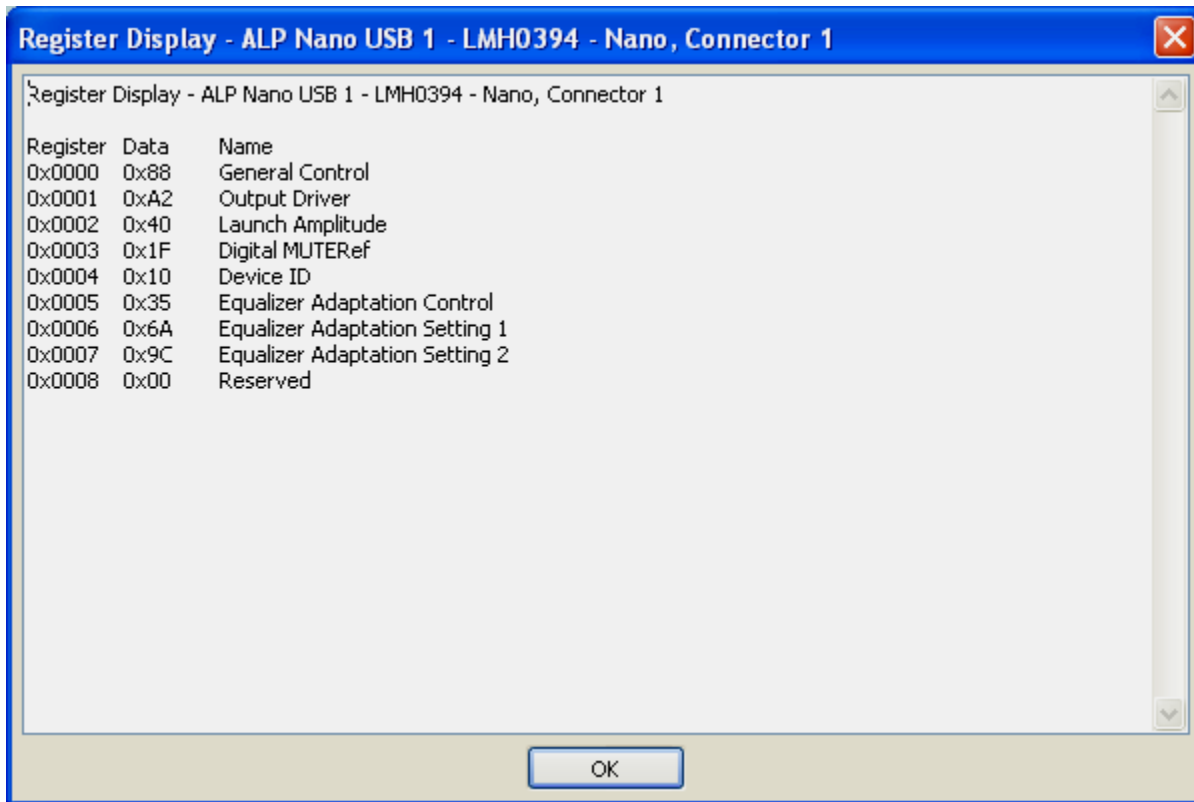 Register Display - ALP Nano USB 1 - LMH0394 - Nano, Connector 1
Register Display - ALP Nano USB 1 - LMH0394 - Nano, Connector 1
Register Data Name
0x0000 0x88 General Control
0x0001 0xA2 Output Driver
0x0002 0x40 Launch Amplitude
0x0003 0x1F Digital MUTERef
0x0004 0x10 Device ID
0x0005 0x35 Equalizer Adaptation Control
0x0006 0x6A Equalizer Adaptation Setting 1
0x0007 0x9C Equalizer Adaptation Setting 2
0x0008 0x00 Reserved
OK